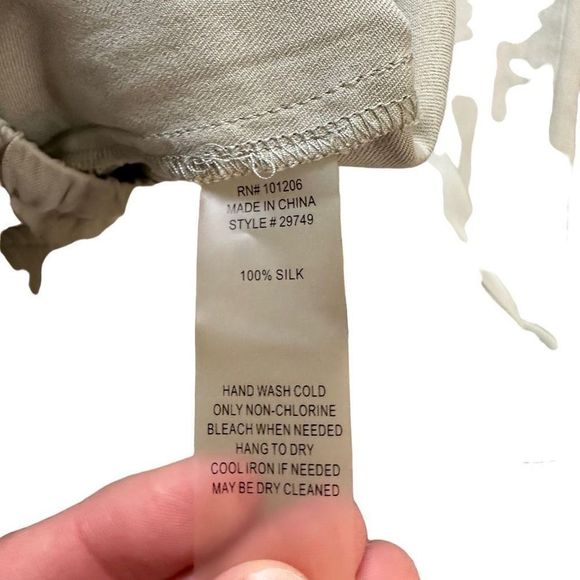 RN# 101206
MADE IN CHINA
STYLE # 29749
100% SILK
HAND WASH COLD
ONLY NON-CHLORINE
BLEACH WHEN NEEDED
HANG TO DRY
COOL IRON IF NEEDED
MAY BE DRY CLEANED